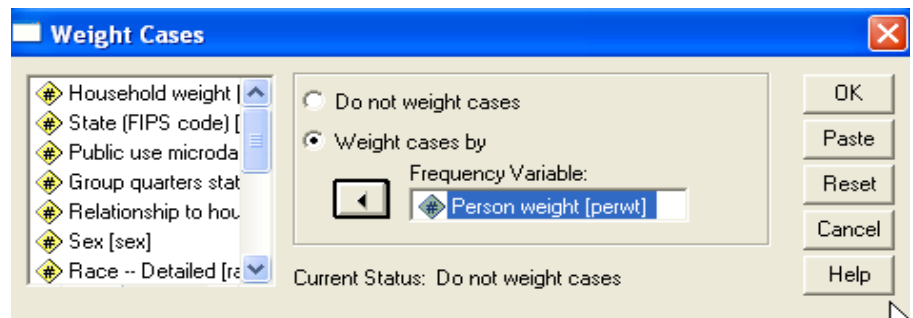 Weight Cases
Household weight [
State (FIPS code) [
Public use microda
Group quarters stat
Relationship to hou
Sex [sex]
Race -- Detailed [ra
Do not weight cases
Weight cases by
Frequency Variable:
Person weight [perwt]
Current Status: Do not weight cases
OK
Paste
Reset
Cancel
Help